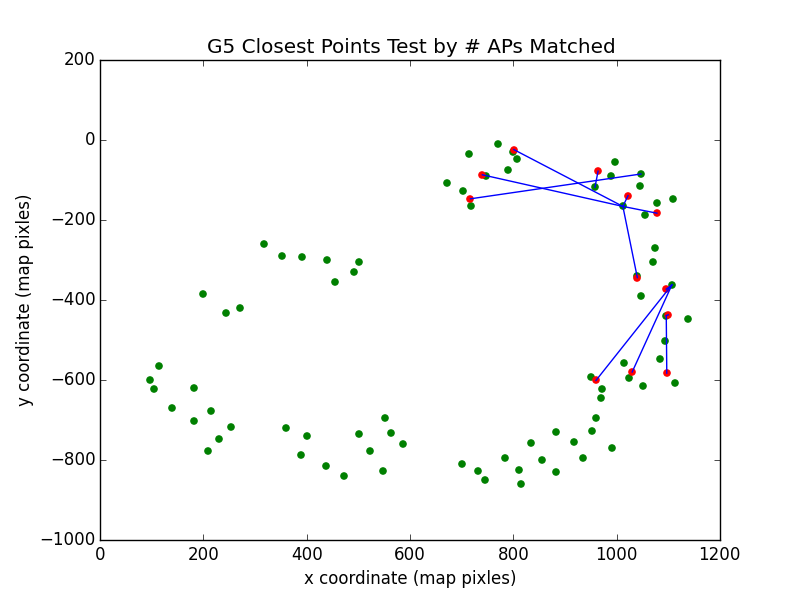 G5 Closest Points Test by # APs Matched
200
0
−200
−400
−600
−800
−1000
y coordinate (map pixles)
0 200 400 600 800 1000 1200
x coordinate (map pixles)